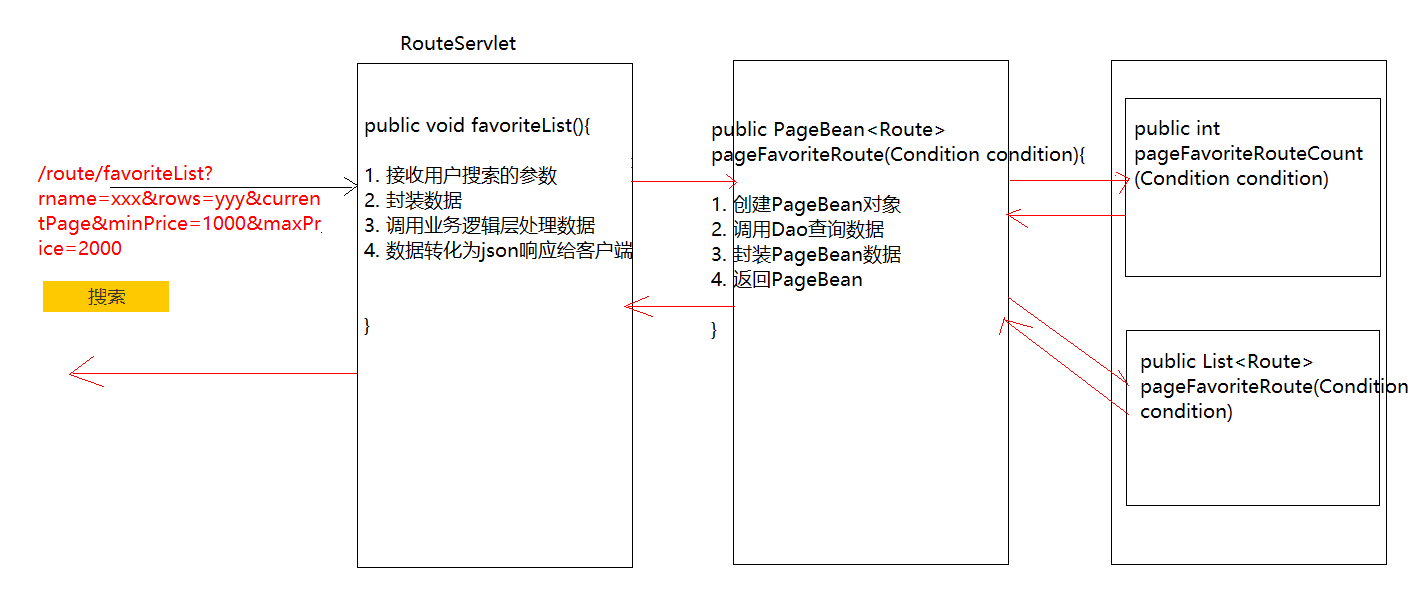 RouteServlet
/route/favoriteList?
rname=xxx&rows=yyy&curren
tPage&minPrice=1000&maxPr
ice=2000
搜索
public void favoriteList(){
1. 接收用户搜索的参数
2. 封装数据
3. 调用业务逻辑层处理数据
4. 数据转化为json响应给客户端
}
public PageBean<Route>
pageFavoriteRoute(Condition condition){
1. 创建PageBean对象
2. 调用Dao查询数据
3. 封装PageBean数据
4. 返回PageBean
}
public int
pageFavoriteRouteCount
(Condition condition)
public List<Route>
pageFavoriteRoute(Condition
condition)